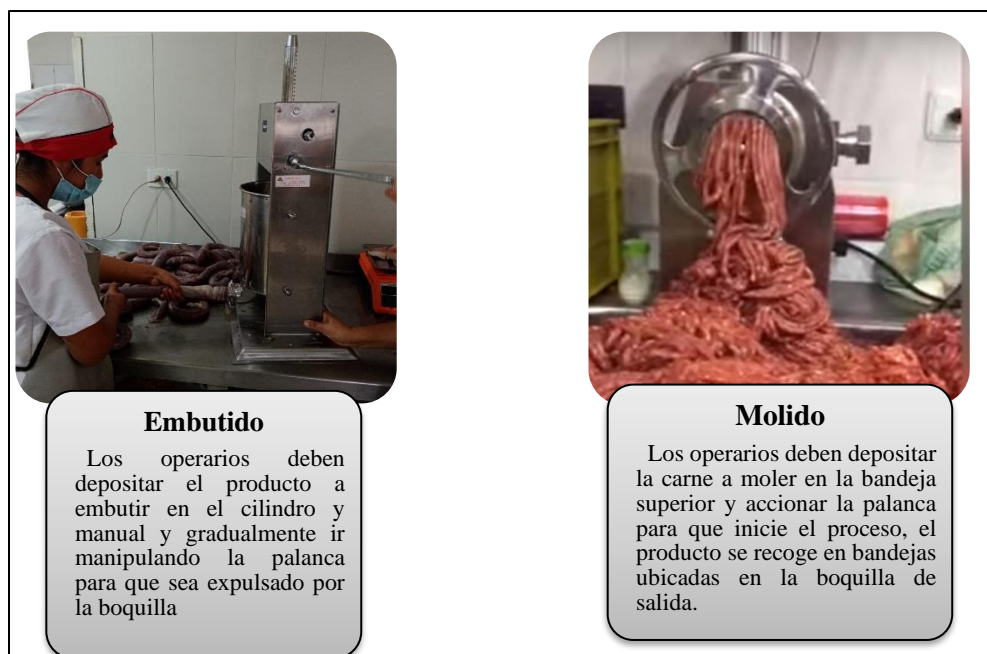 Embutido
Los operarios deben
depositar el producto a
embutir en el cilindro y
manual y gradualmente ir
manipulando la palanca
para que sea expulsado por
la boquilla
Molido
Los operarios deben depositar
la carne a moler en la bandeja
superior y accionar la palanca
para que inicie el proceso, el
producto se recoge en bandejas
ubicadas en la boquilla de
salida.